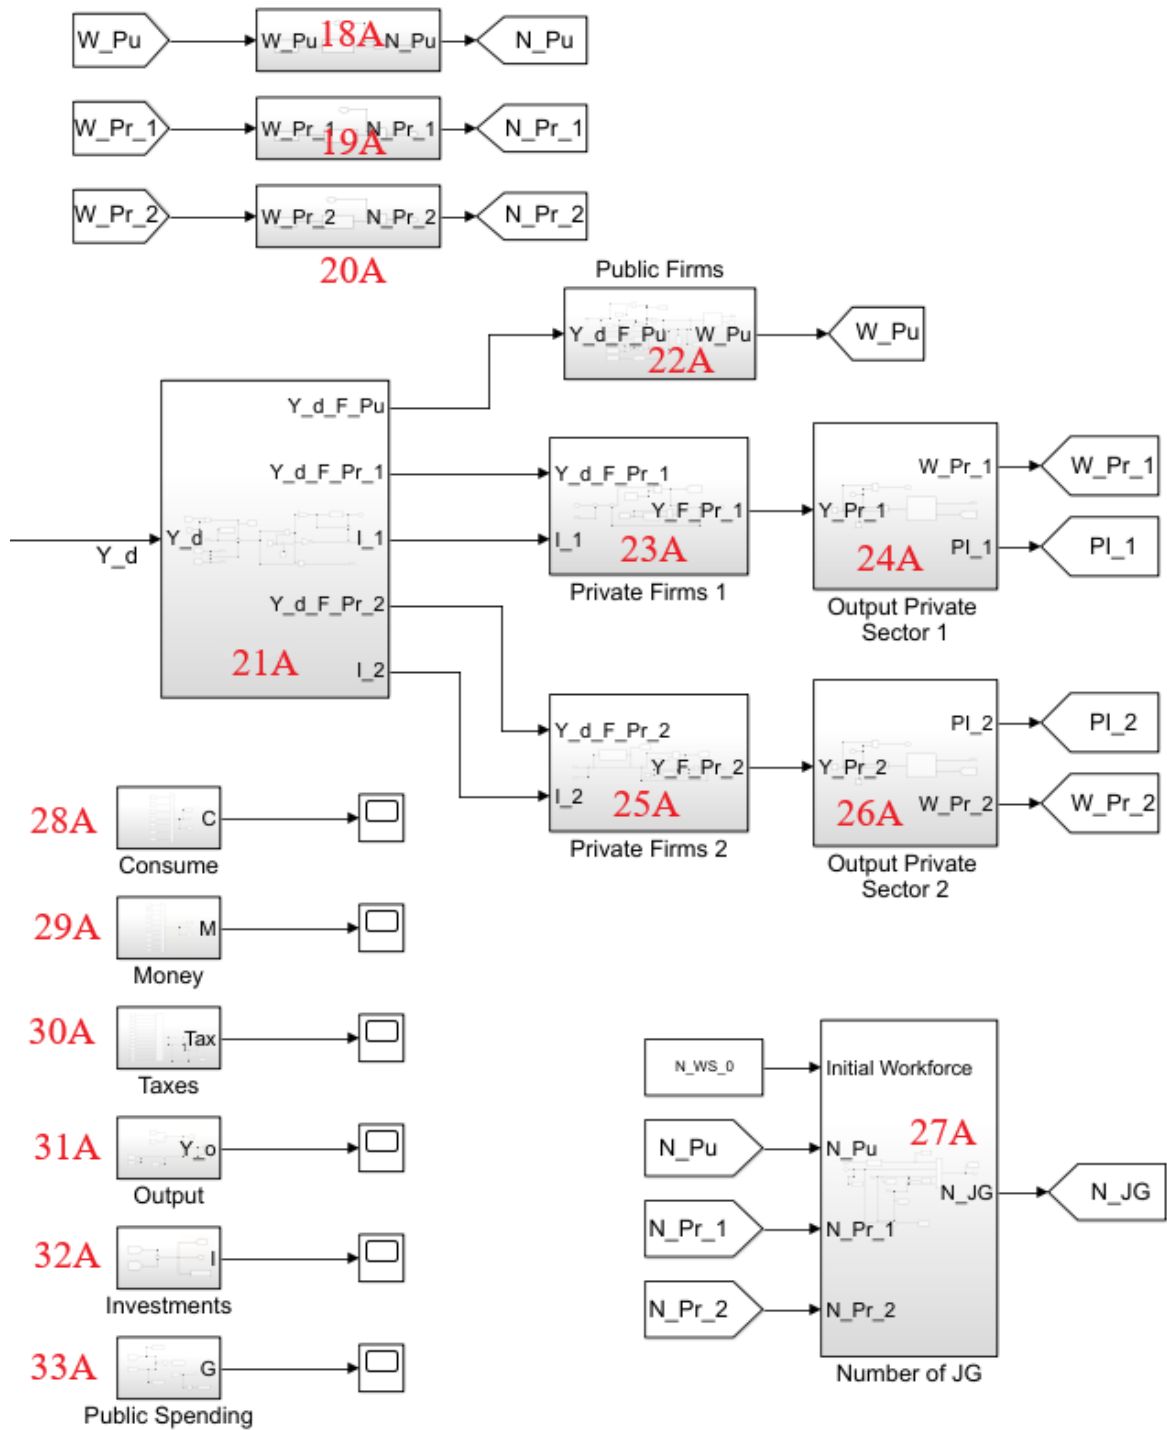 W_Pu
W_Pu 18A N_Pu
N_Pu
W_Pr_1
W_Pr_1 N_Pr_1
19A
N_Pr_1
W_Pr_2
W_Pr_2 N_Pr_2
N_Pr_2
20A
Public Firms
Y_d_F_Pu W_Pu
22A
W_Pu
Y_d
Y_d
Y_d_F_Pu
Y_d_F_Pr_1
I_1
Y_d_F_Pr_2
I_2
21A
Y_d_F_Pr_1
Y_F_Pr_1
I_1
23A
Private Firms 1
W_Pr_1
Y_Pr_1
PI_1
24A
Output Private
Sector 1
W_Pr_1
PI_1
Y_d_F_Pr_2
Y_F_Pr_2
I_2
25A
Private Firms 2
PI_2
Y_Pr_2
W_Pr_2
26A
Output Private
Sector 2
PI_2
W_Pr_2
28A
C
Consume
29A
M
Money
30A
Tax
Taxes
31A
Y_o
Output
32A
I
Investments
33A
G
Public Spending
N_WS_0
Initial Workforce
N_Pu
N_Pu
27A
N_JG
N_JG
N_Pr_1
N_Pr_1
N_Pr_2
N_Pr_2
Number of JG